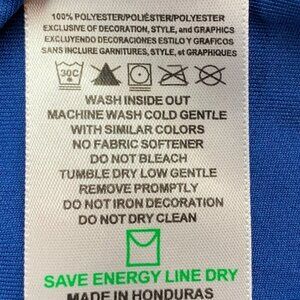 100% POLYESTER/POLIÉSTER/POLYESTER
EXCLUSIVE OF DECORATION, STYLE, and GRAPHICS
EXCLUYENDO DECORACIONES ESTILO Y GRAFICOS
SANS INCLURE GARNITURES, STYLE, et GRAPHIQUES
30C
WASH INSIDE OUT
MACHINE WASH COLD GENTLE
WITH SIMILAR COLORS
NO FABRIC SOFTENER
DO NOT BLEACH
TUMBLE DRY LOW GENTLE
REMOVE PROMPTLY
DO NOT IRON DECORATION
DO NOT DRY CLEAN
SAVE ENERGY LINE DRY
MADE IN HONDURAS